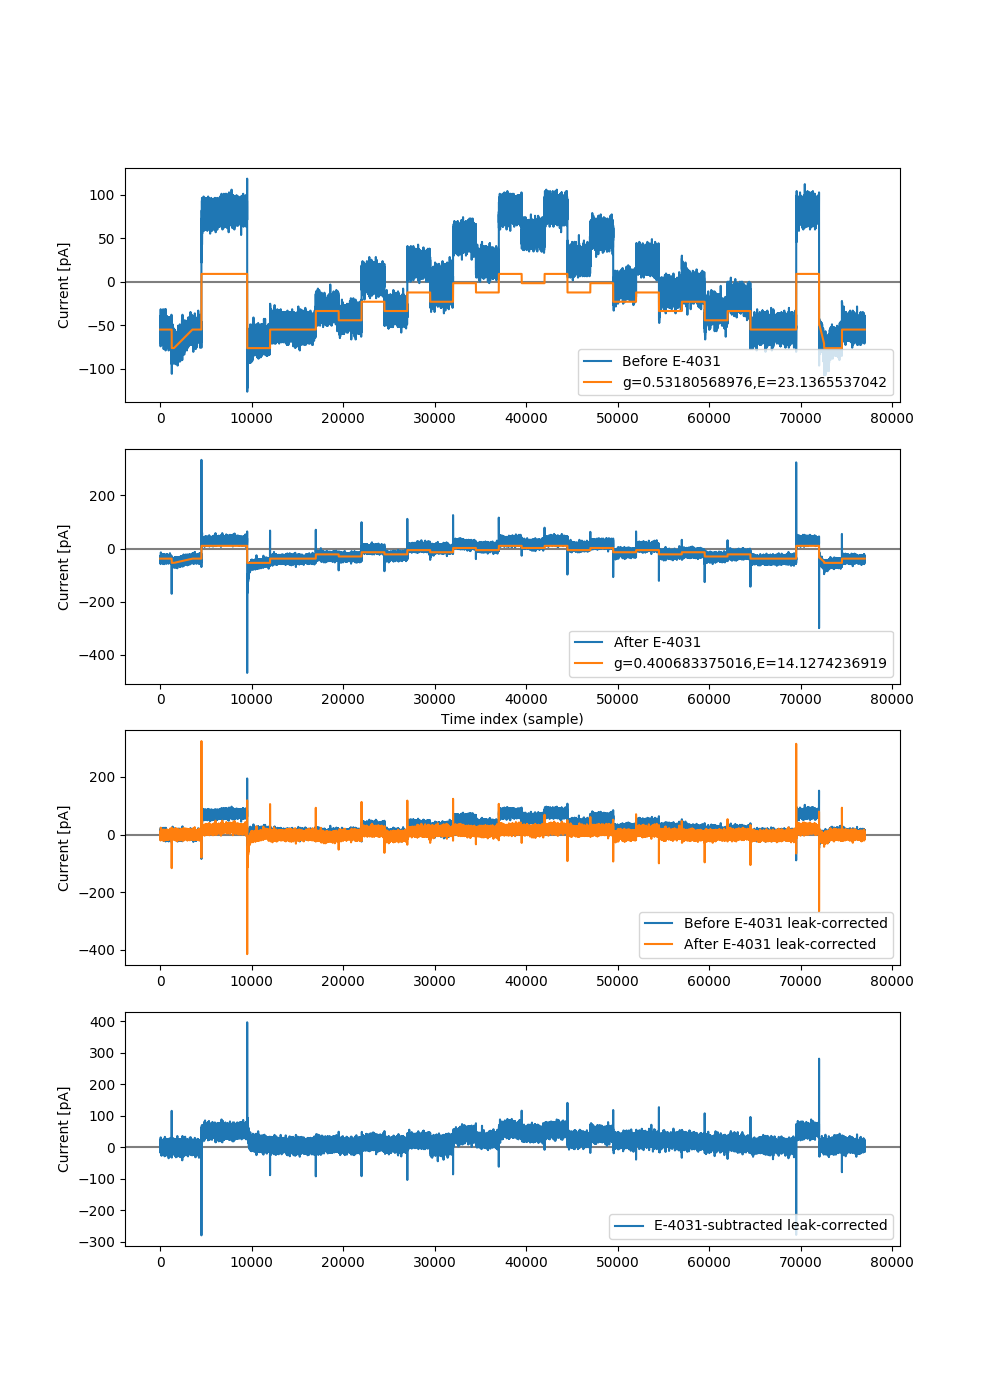 100
50
0
−50
−100
Current [pA]
Before E-4031
g=0.53180568976,E=23.1365537042
0 10000 20000 30000 40000 50000 60000 70000 80000
200
0
−200
−400
Current [pA]
After E-4031
g=0.400683375016,E=14.1274236919
0 10000 20000 30000 40000 50000 60000 70000 80000
Time index (sample)
200
0
−200
−400
Current [pA]
Before E-4031 leak-corrected
After E-4031 leak-corrected
0 10000 20000 30000 40000 50000 60000 70000 80000
400
300
200
100
0
−100
−200
−300
Current [pA]
E-4031-subtracted leak-corrected
0 10000 20000 30000 40000 50000 60000 70000 80000